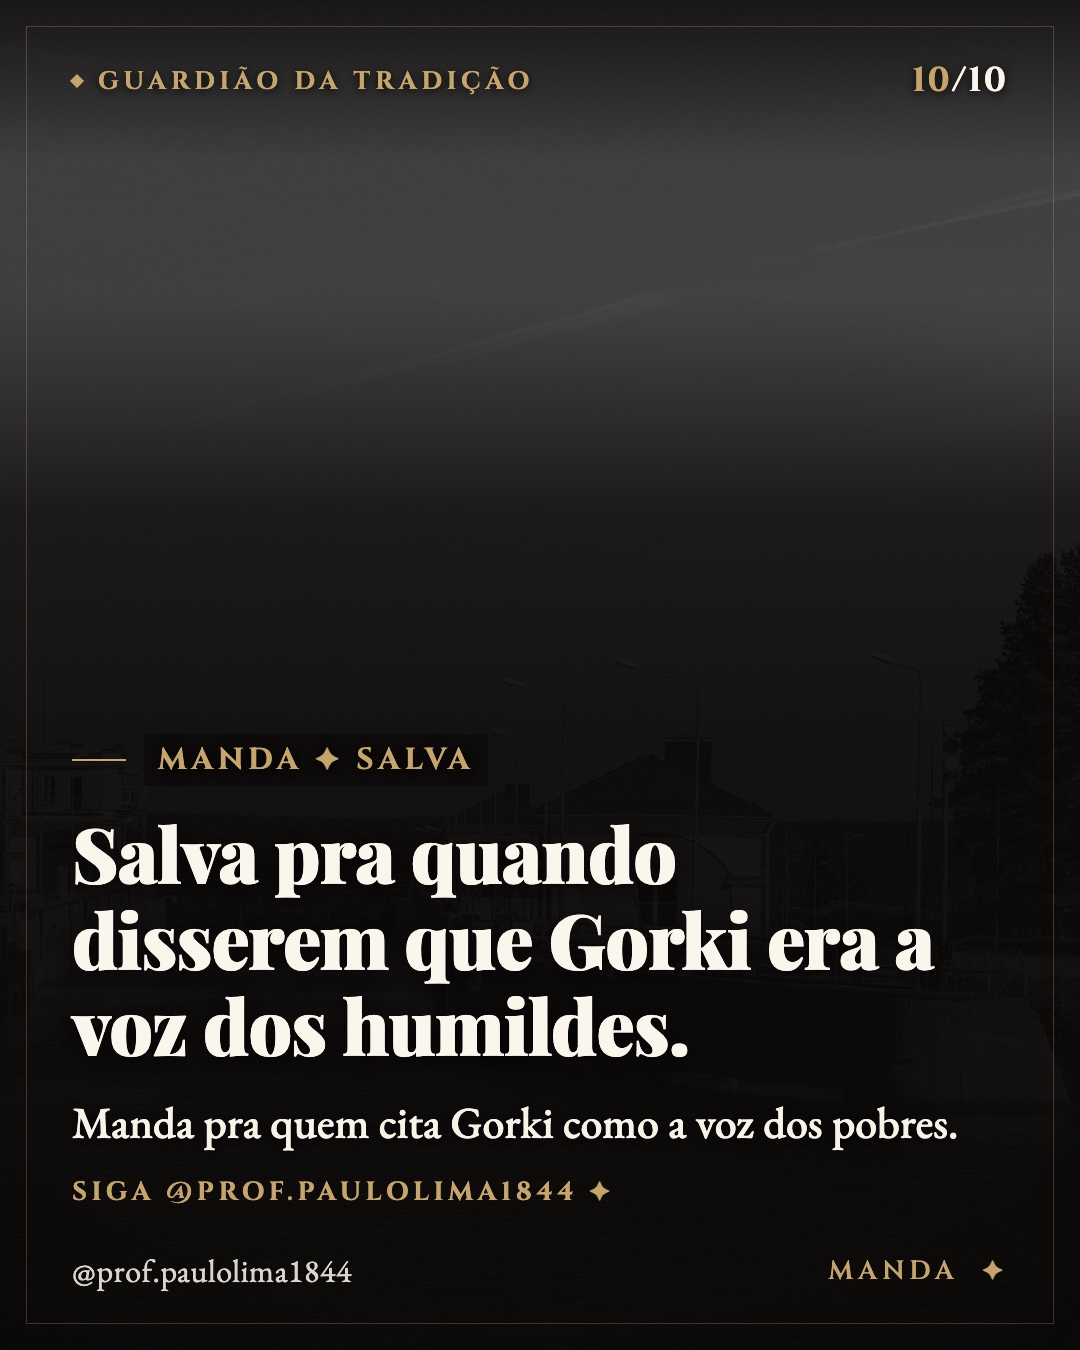 ◆ GUARDIÃO DA TRADIÇÃO
10/10
MANDA ✦ SALVA
Salva pra quando
disserem que Gorki era a
voz dos humildes.
Manda pra quem cita Gorki como a voz dos pobres.
SIGA @PROF.PAULOLIMA1844 ✦
@prof.paulolima1844
MANDA ✦